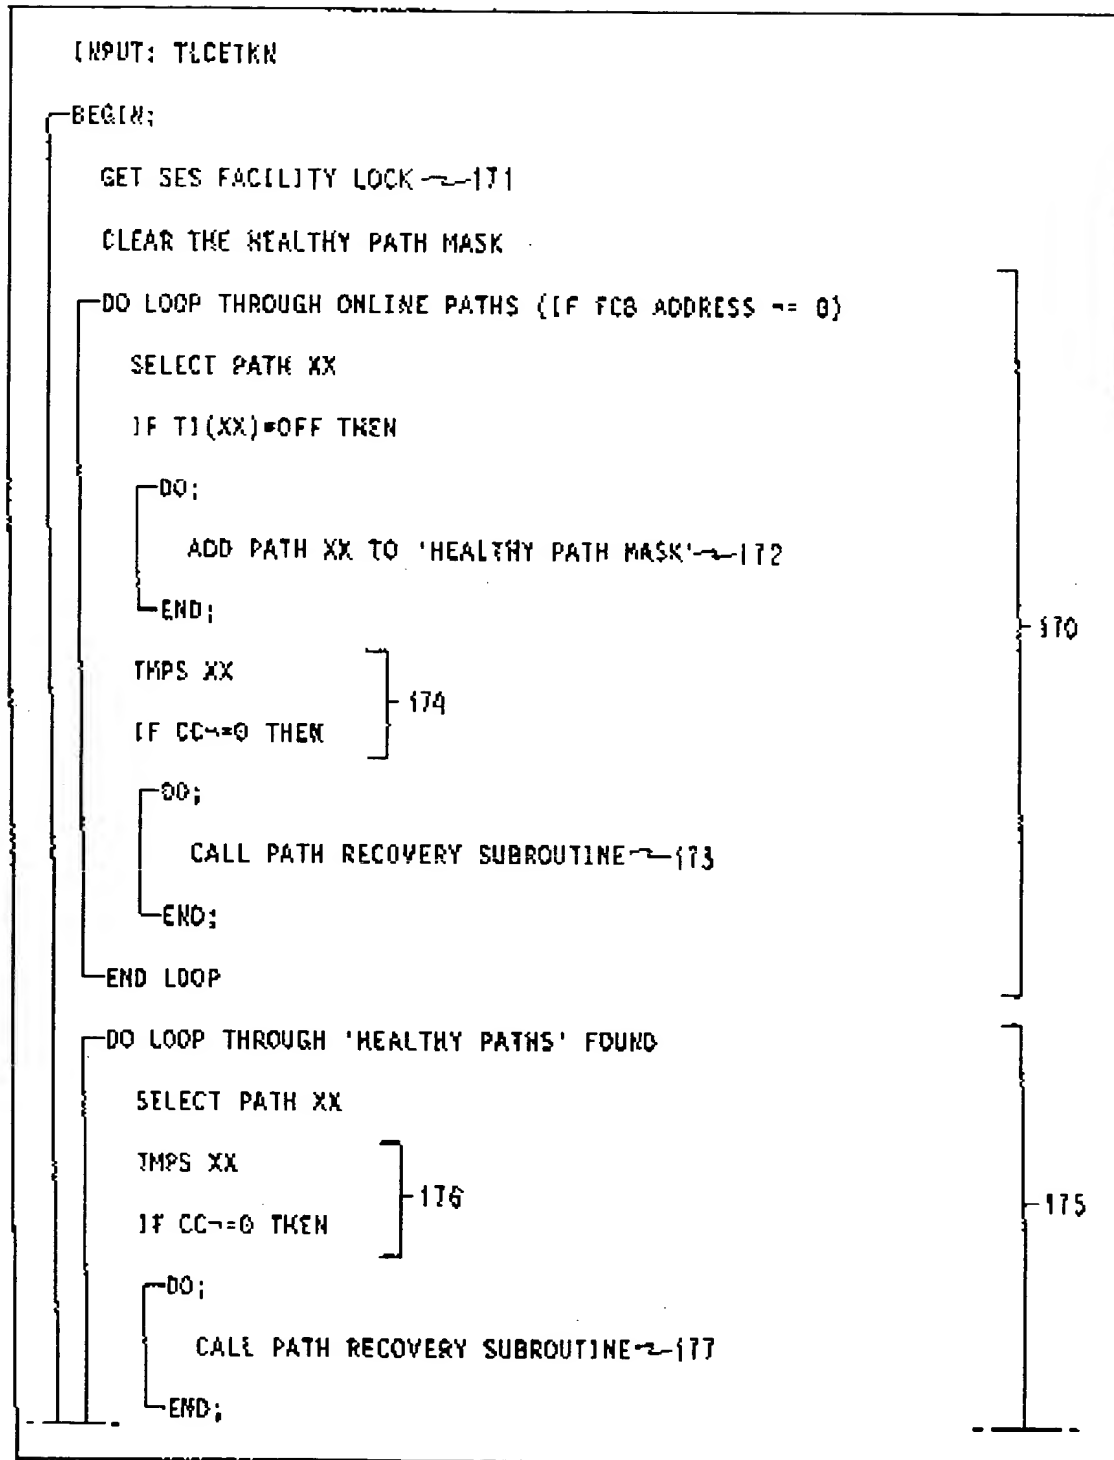 INPUT: TLCETKN
BEGIN;
GET SES FACILITY LOCK 171
CLEAR THE HEALTHY PATH MASK
DO LOOP THROUGH ONLINE PATHS (IF FCB ADDRESS ¬= 0)
SELECT PATH XX
IF TI(XX)=OFF THEN
DO;
ADD PATH XX TO 'HEALTHY PATH MASK' 172
END;
170
TMPS XX
174
IF CC¬=0 THEN
DO;
CALL PATH RECOVERY SUBROUTINE 173
END;
END LOOP
DO LOOP THROUGH 'HEALTHY PATHS' FOUND
SELECT PATH XX
TMPS XX
176
175
IF CC¬=0 THEN
DO;
CALL PATH RECOVERY SUBROUTINE 177
END;